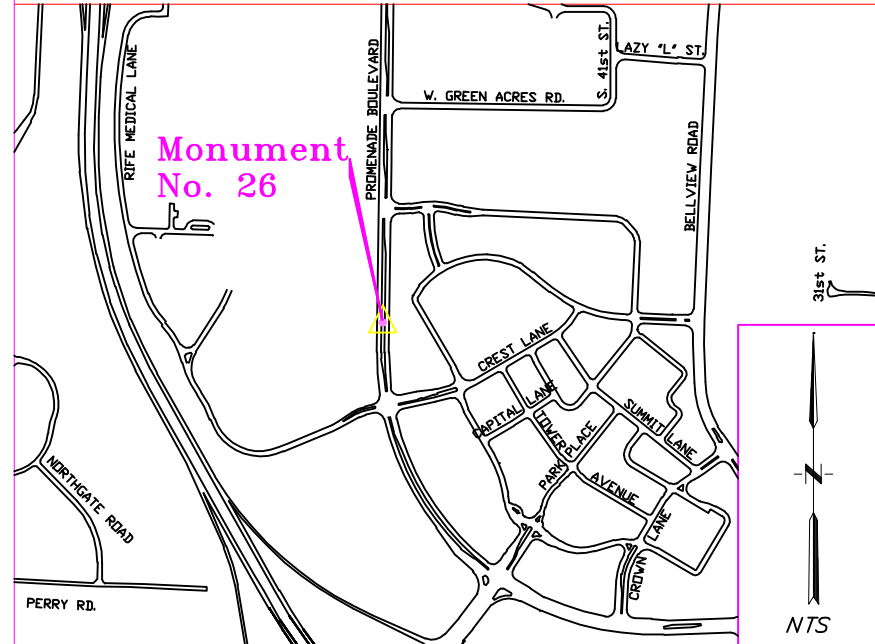 RIFE MEDICAL LANE
PROMENADE BOULEVARD
W. GREEN ACRES RD.
S. 41st ST.
LAZY "L" ST.
BELLVIEW ROAD
Monument
No. 26
31st ST.
CREST LANE
CAPITAL LANE
TOWER
PARK PLACE
SUMMIT LANE
AVENUE
CROWN LANE
NORTHGATE ROAD
PERRY RD.
N
NTS